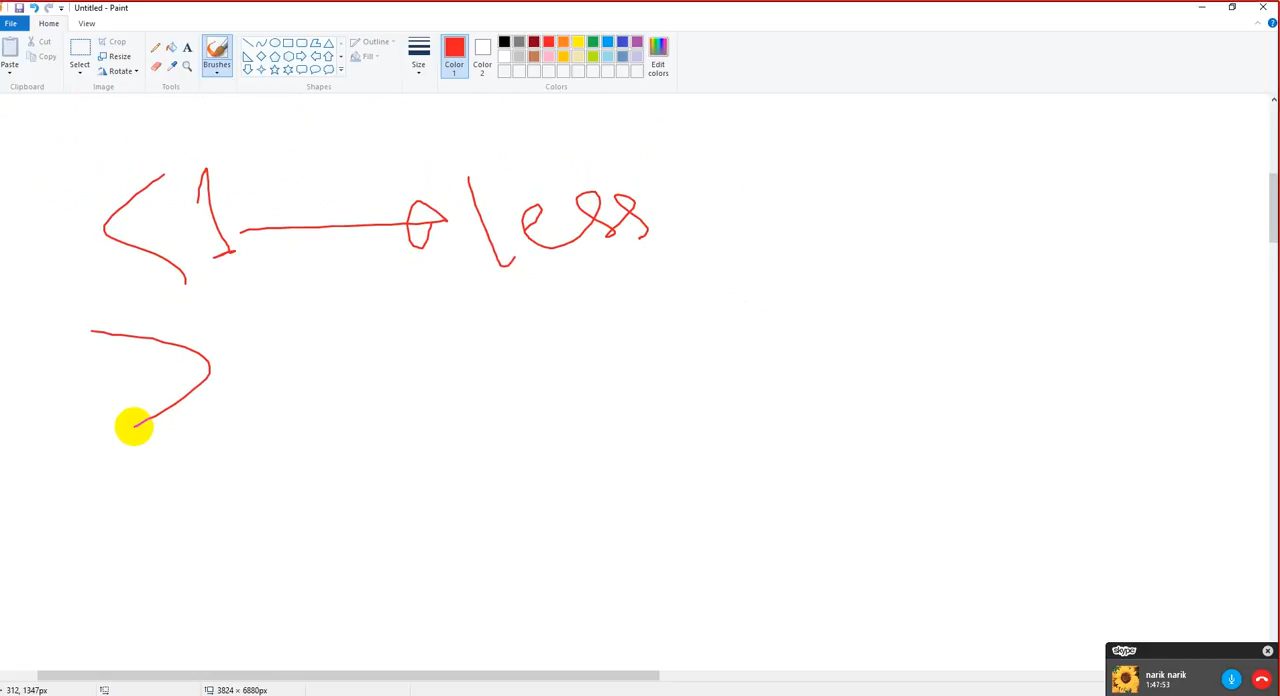 Untitled - Paint
File Home View
Paste
Cut
Copy
Clipboard
Select
Crop
Resize
Rotate
Image
Tools
Brushes
Shapes
Outline
Fill
Size
Color 1
Color 2
Edit colors
Colors
<1 → less
>
312, 1347px
3824 × 6880px
skype
narik narik
1:47:53